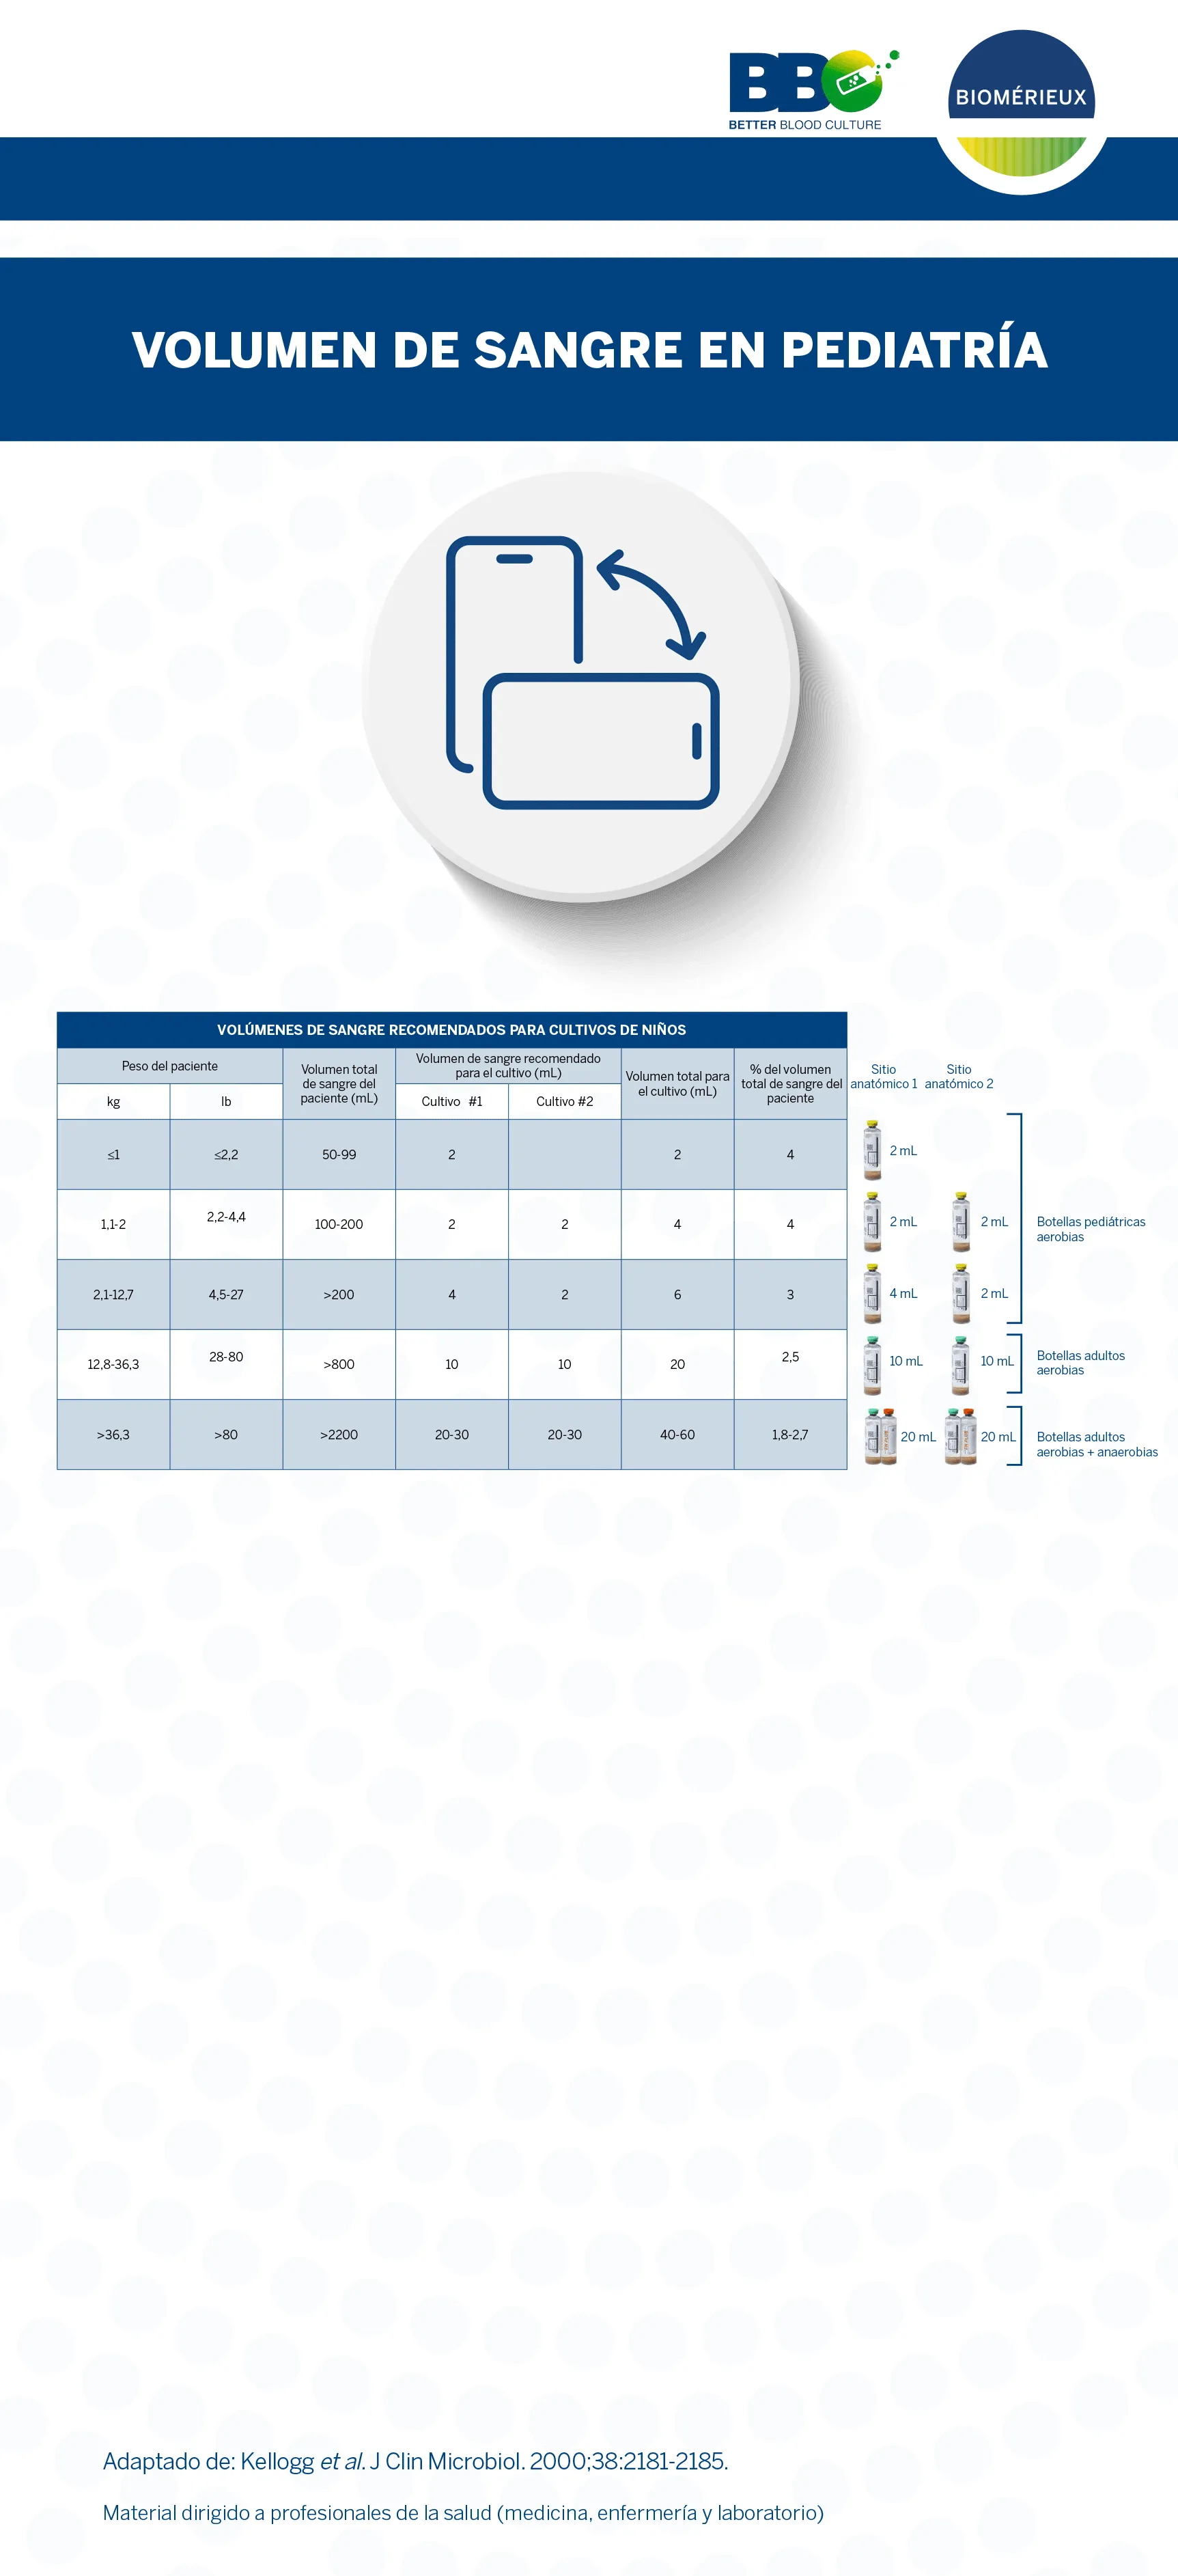 BBC
BETTER BLOOD CULTURE
BIOMÉRIEUX
VOLUMEN DE SANGRE EN PEDIATRÍA
VOLÚMENES DE SANGRE RECOMENDADOS PARA CULTIVOS DE NIÑOS
Peso del paciente
kg
lb
Volumen total
de sangre del
paciente (mL)
Volumen de sangre recomendado
para el cultivo (mL)
Cultivo #1
Cultivo #2
Volumen total para
el cultivo (mL)
% del volumen
total de sangre del
paciente
Sitio
anatómico 1
Sitio
anatómico 2
≤1 ≤2,2 50-99 2 2 4 2 mL
1,1-2 2,2-4,4 100-200 2 2 4 4 2 mL 2 mL
Botellas pediátricas
aerobias
2,1-12,7 4,5-27 >200 4 2 6 3 4 mL 2 mL
12,8-36,3 28-80 >800 10 10 20 2,5 10 mL 10 mL
Botellas adultos
aerobias
>36,3 >80 >2200 20-30 20-30 40-60 1,8-2,7 20 mL 20 mL
Botellas adultos
aerobias + anaerobias
Adaptado de: Kellogg et al. J Clin Microbiol. 2000;38:2181-2185.
Material dirigido a profesionales de la salud (medicina, enfermería y laboratorio)